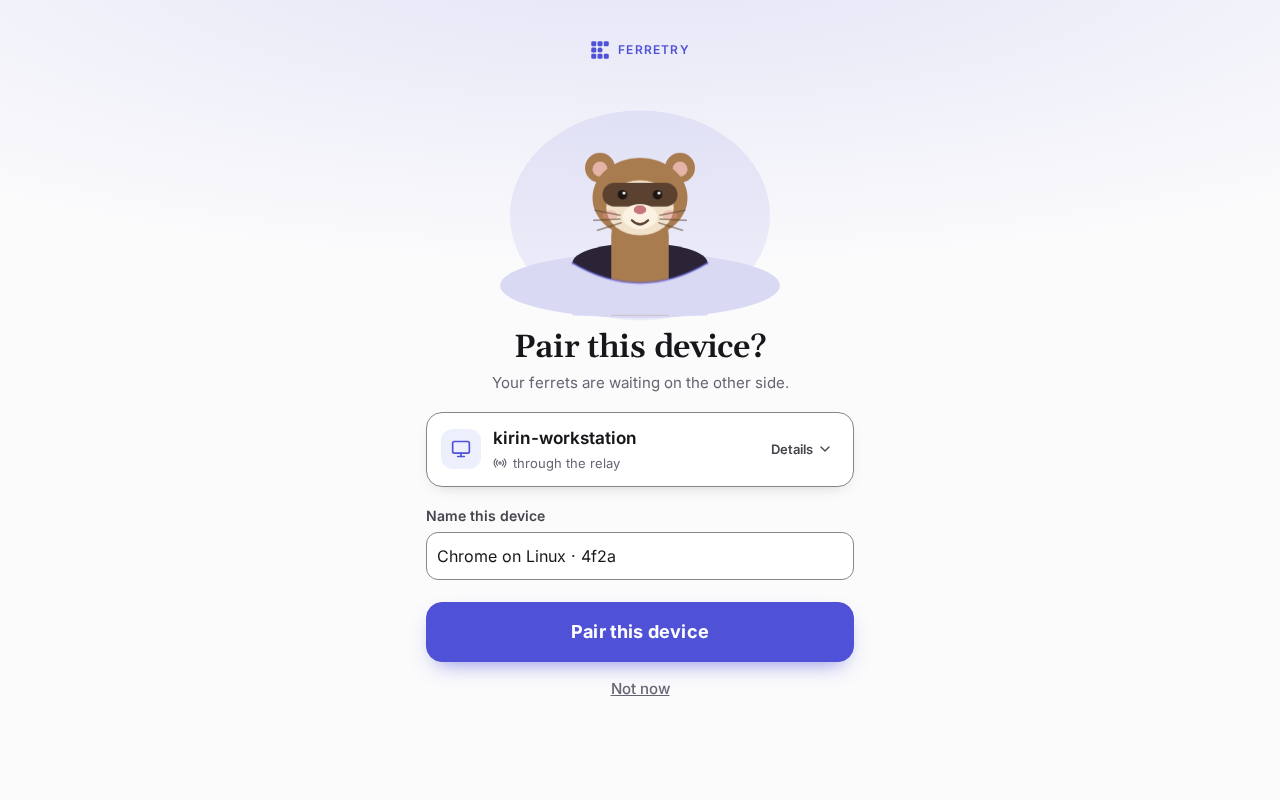 FERRETRY
Pair this device?
Your ferrets are waiting on the other side.
kirin-workstation
through the relay
Details
Name this device
Chrome on Linux · 4f2a
Pair this device
Not now